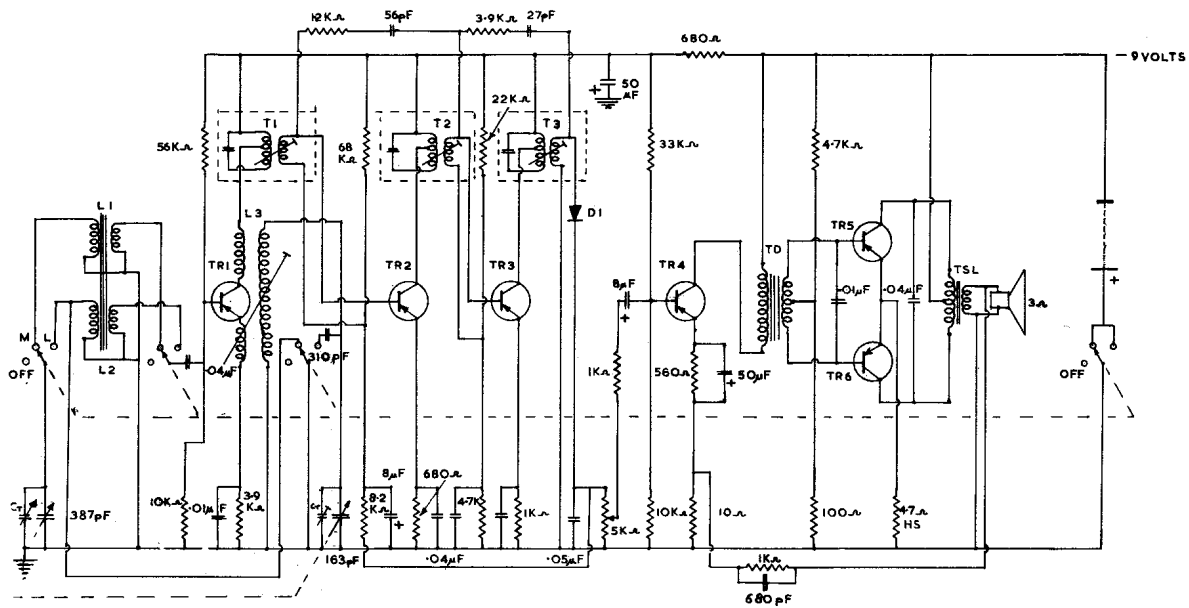 12KΩ
56pF
3·9KΩ
27pF
680Ω
−9 VOLTS
+
50
μF
22KΩ
T1
T2
T3
56KΩ
68
KΩ
33KΩ
4·7KΩ
D1
L1
L3
TR1
TR2
TR3
8μF
+
TR4
TD
TR5
·01μF
·04μF
TSL
3Ω
+
M
L
O
OFF
L2
·04μF
310pF
1KΩ
560Ω
50μF
+
TR6
OFF
CT
387pF
10KΩ
·01μF
3·9
KΩ
CT
163pF
8·2
KΩ
8μF
+
680Ω
·04μF
4·7K
1KΩ
·05μF
5KΩ
10KΩ
10Ω
100Ω
4·7Ω
HS
1KΩ
680pF